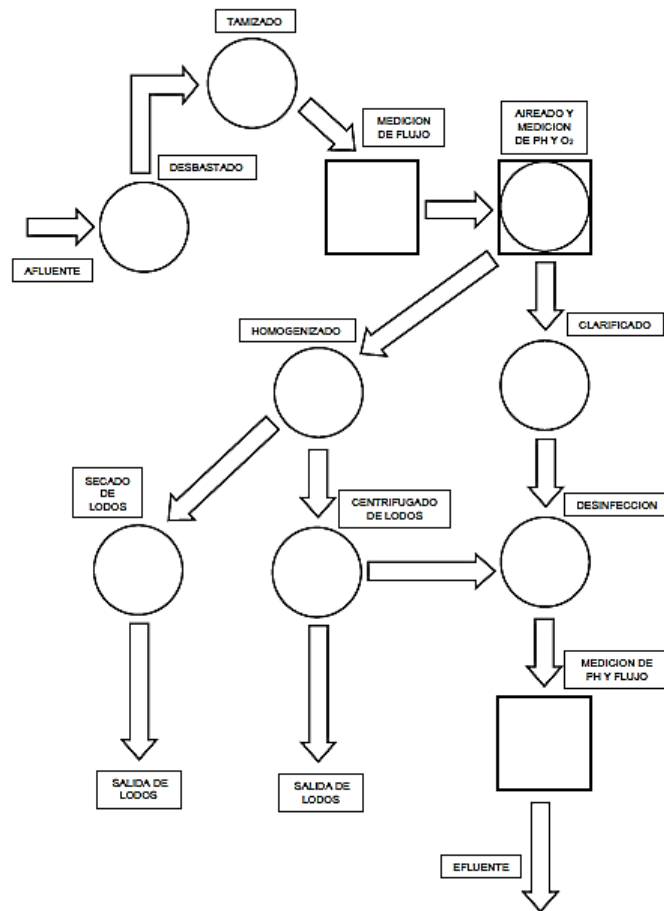 TAMIZADO
MEDICION
DE FLUJO
AIREADO Y
MEDICION
DE PH Y O₂
DESBASTADO
AFLUENTE
HOMOGENIZADO
CLARIFICADO
SECADO
DE
LODOS
CENTRIFUGADO
DE LODOS
DESINFECCION
MEDICION DE
PH Y FLUJO
SALIDA DE
LODOS
SALIDA DE
LODOS
EFLUENTE